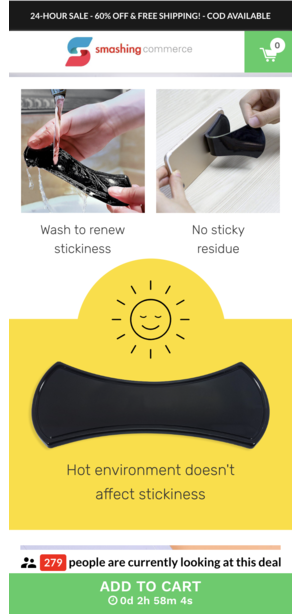 24-HOUR SALE - 60% OFF & FREE SHIPPING! - COD AVAILABLE
smashing commerce
0
Wash to renew
stickiness
No sticky
residue
Hot environment doesn't
affect stickiness
279 people are currently looking at this deal
ADD TO CART
0d 2h 58m 4s